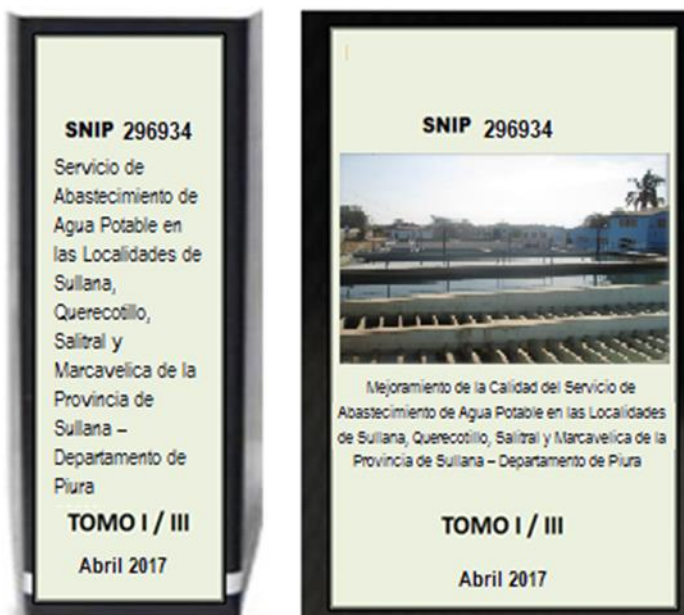 SNIP 296934
Servicio de
Abastecimiento de
Agua Potable en
las Localidades de
Sullana,
Querecotillo,
Salitral y
Marcavelica de la
Provincia de
Sullana –
Departamento de
Piura
TOMO I / III
Abril 2017
SNIP 296934
Mejoramiento de la Calidad del Servicio de
Abastecimiento de Agua Potable en las Localidades
de Sullana, Querecotillo, Salitral y Marcavelica de la
Provincia de Sullana – Departamento de Piura
TOMO I / III
Abril 2017